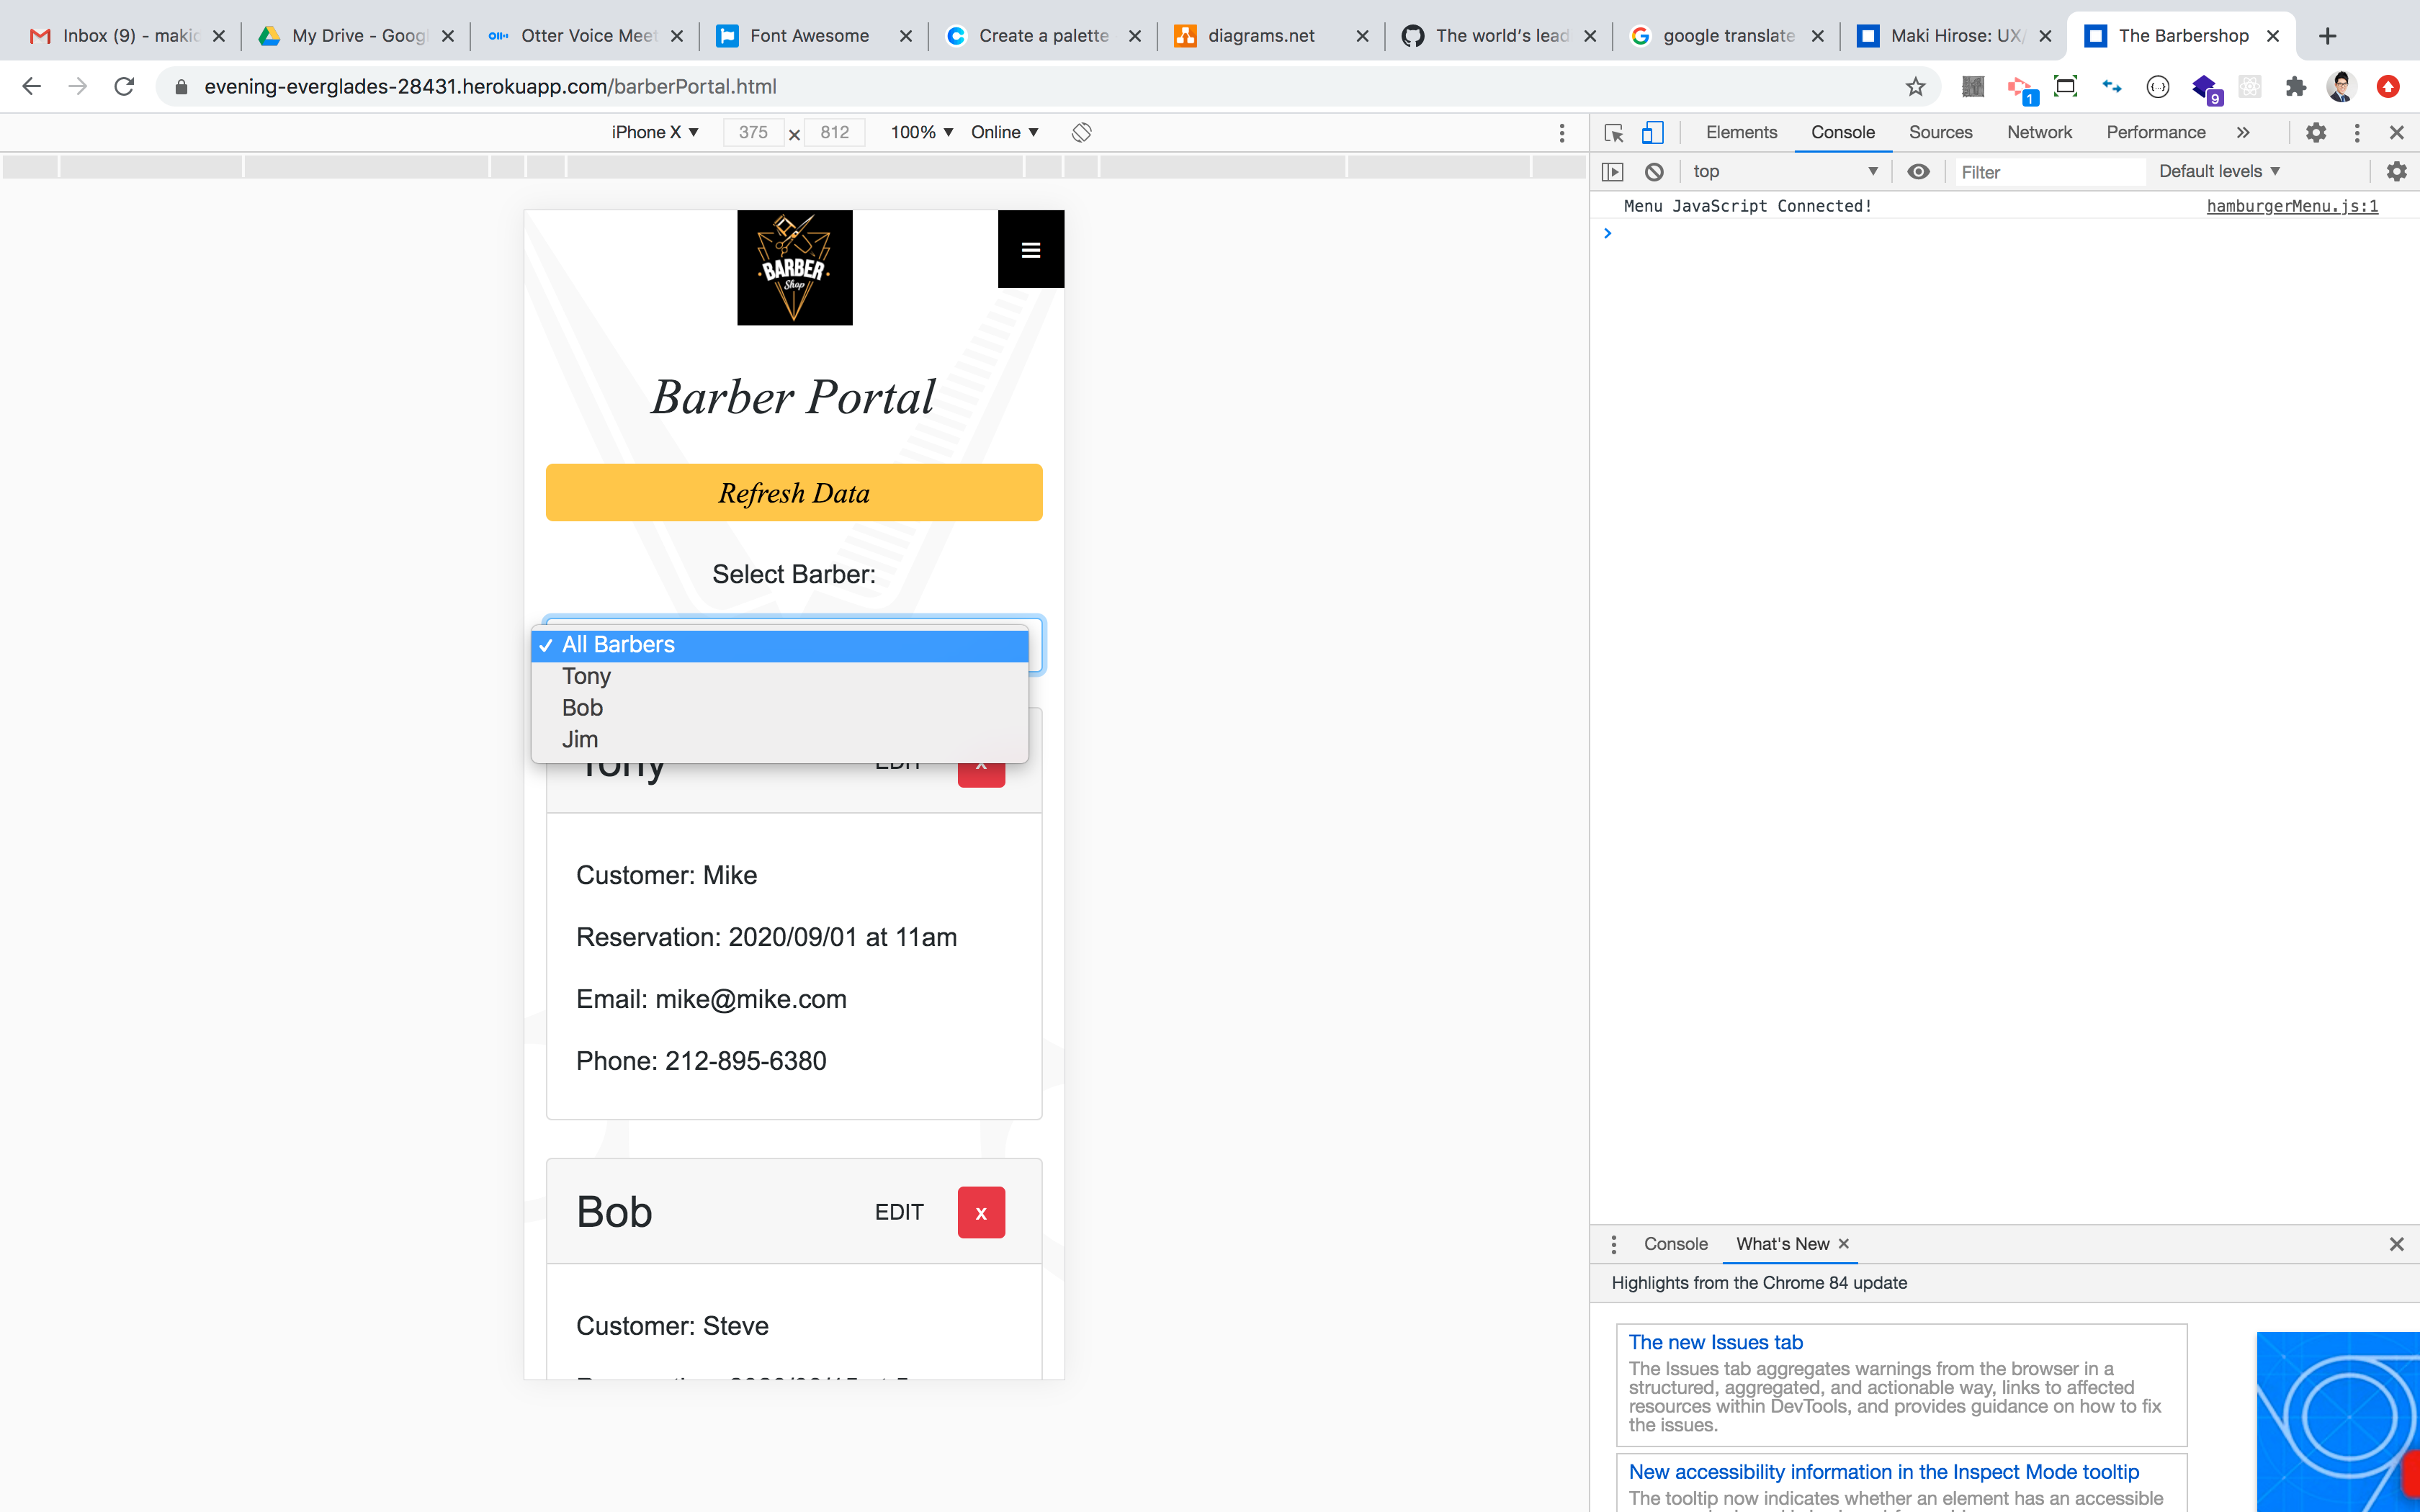 Inbox (9) - maki
My Drive - Googl
Otter Voice Meet
Font Awesome
Create a palette
diagrams.net
The world's lead
google translate
Maki Hirose: UX/
The Barbershop
evening-everglades-28431.herokuapp.com/barberPortal.html
1
9
iPhone X
375
x
812
100%
Online
Elements
Console
Sources
Network
Performance
top
Filter
Default levels
Menu JavaScript Connected!
hamburgerMenu.js:1
BARBER
Shop
Barber Portal
Refresh Data
Select Barber:
✓ All Barbers
Tony
Bob
Jim
Tony
EDIT
x
Customer: Mike
Reservation: 2020/09/01 at 11am
Email: mike@mike.com
Phone: 212-895-6380
Bob
EDIT
x
Customer: Steve
Console
What's New
Highlights from the Chrome 84 update
The new Issues tab
The Issues tab aggregates warnings from the browser in a
structured, aggregated, and actionable way, links to affected
resources within DevTools, and provides guidance on how to fix
the issues.
New accessibility information in the Inspect Mode tooltip
The tooltip now indicates whether an element has an accessible